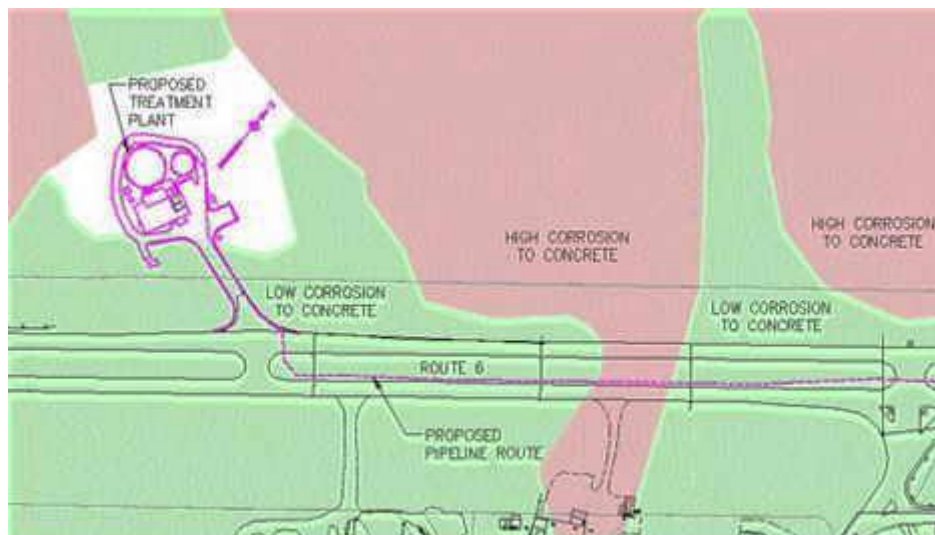 PROPOSED
TREATMENT
PLANT
HIGH CORROSION
TO CONCRETE
HIGH CORROSION
TO CONCRETE
LOW CORROSION
TO CONCRETE
LOW CORROSION
TO CONCRETE
ROUTE 6
PROPOSED
PIPELINE ROUTE